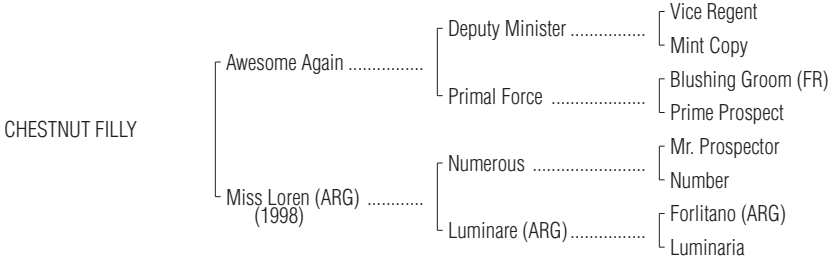 Vice Regent
Deputy Minister ................
Mint Copy
Awesome Again ................
Blushing Groom (FR)
Primal Force ....................
Prime Prospect
CHESTNUT FILLY
Mr. Prospector
Numerous ........................
Number
Miss Loren (ARG) ............
(1998)
Forlitano (ARG)
Luminare (ARG)................
Luminaria